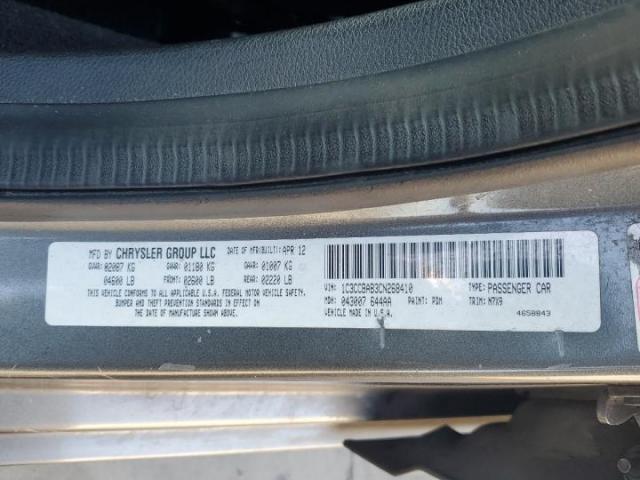 MFD BY CHRYSLER GROUP LLC DATE OF MFR(BUILT): APR 12
GVWR: 02087 KG GAWR: 01180 KG GAWR: 01007 KG
04600 LB FRONT: 02600 LB REAR: 02220 LB
THIS VEHICLE CONFORMS TO ALL APPLICABLE U.S.A. FEDERAL MOTOR VEHICLE SAFETY,
BUMPER AND THEFT PREVENTION STANDARDS IN EFFECT ON
THE DATE OF MANUFACTURE SHOWN ABOVE.
VIN: 1C3CCBAB3CN268410 TYPE: PASSENGER CAR
MDH: 043007 644AA PAINT: PDM TRIM: M7X9
VEHICLE MADE IN U.S.A. 4658843